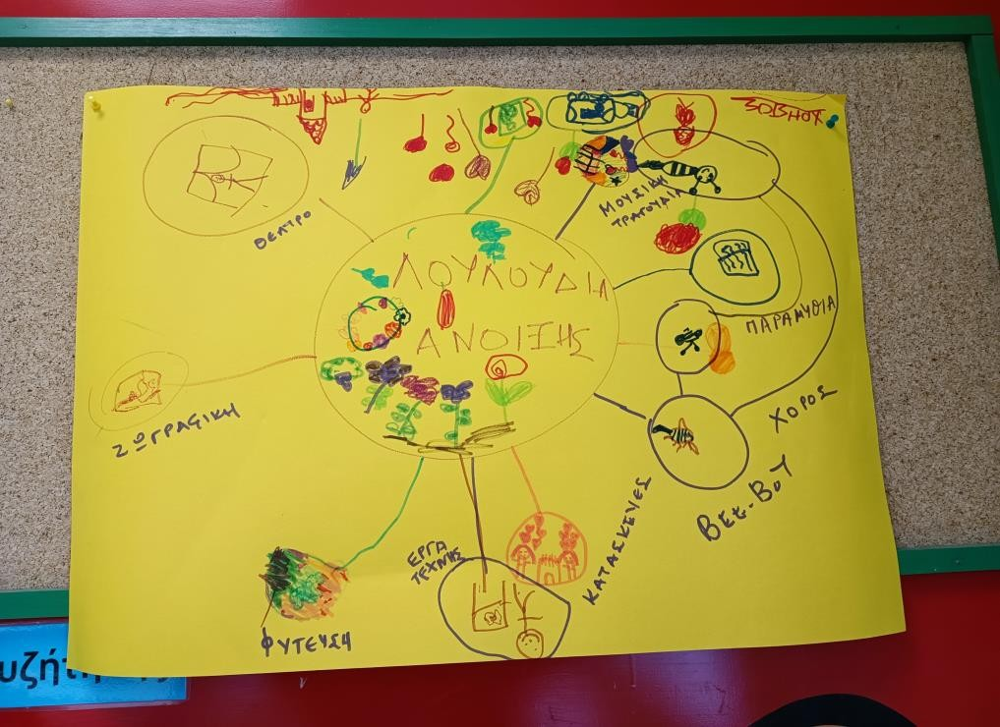 ΜΟΥΣΙΚΗ
ΤΡΑΓΟΥΔΙΑ
ΘΕΑΤΡΟ
ΛΟΥΛΟΥΔΙΑ
ΑΝΟΙΞΗΣ
ΠΑΡΑΜΥΘΙΑ
ΖΩΓΡΑΦΙΚΗ
ΧΟΡΟΣ
BEE-BOT
ΚΑΤΑΣΚΕΥΕΣ
ΕΡΓΑ
ΤΕΧΝΗΣ
ΦΥΤΕΥΣΗ